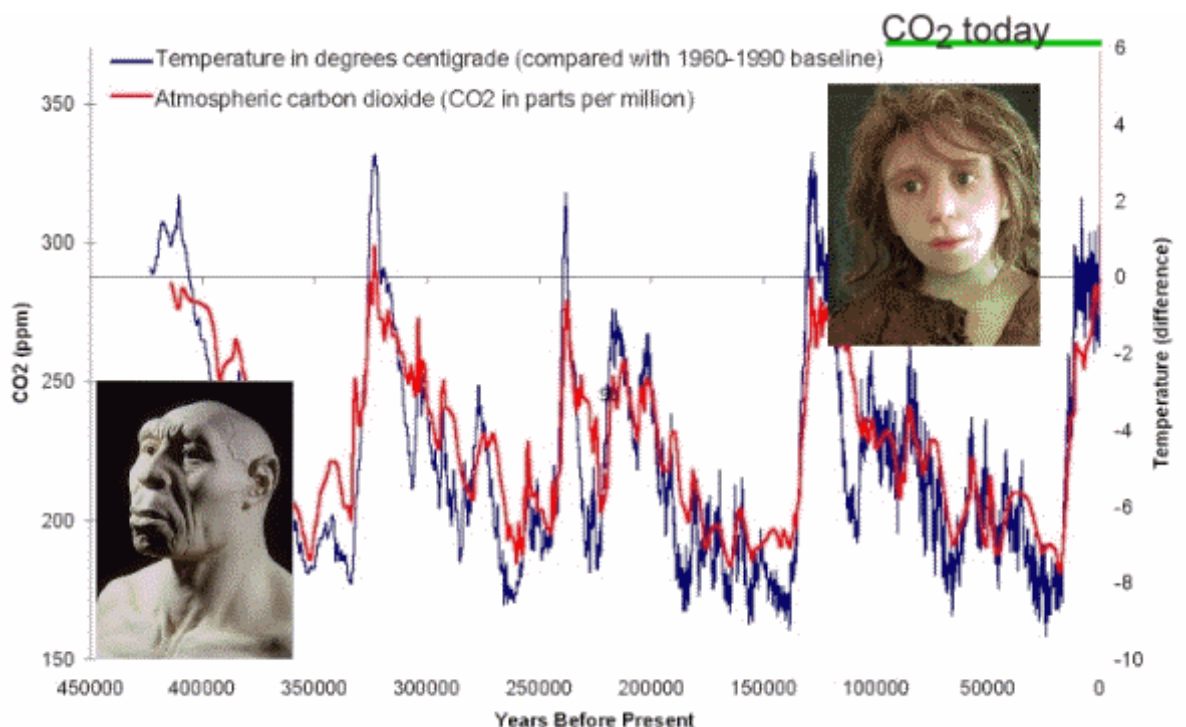 CO2 today
Temperature in degrees centigrade (compared with 1960-1990 baseline)
Atmospheric carbon dioxide (CO2 in parts per million)
350
300
250
200
150
CO2 (ppm)
6
4
2
0
-2
-4
-6
-8
-10
Temperature (difference)
450000 400000 350000 300000 250000 200000 150000 100000 50000 0
Years Before Present